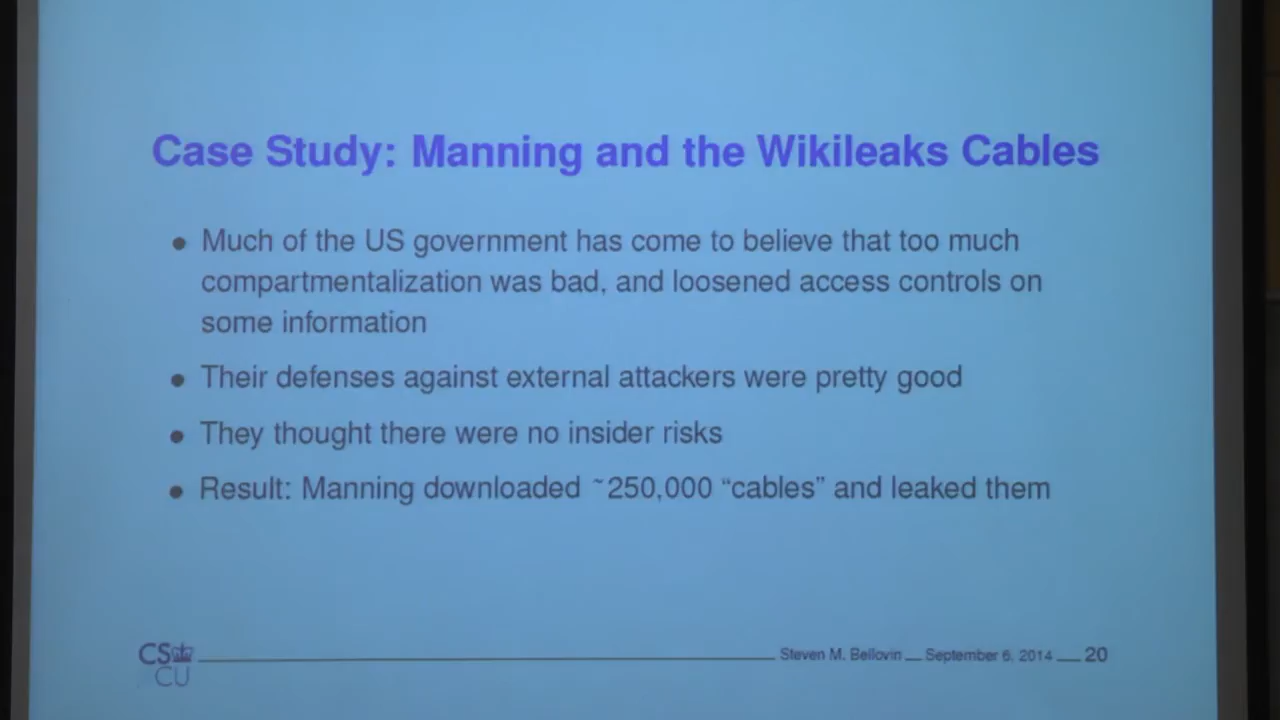 Case Study: Manning and the Wikileaks Cables
• Much of the US government has come to believe that too much
compartmentalization was bad, and loosened access controls on
some information
• Their defenses against external attackers were pretty good
• They thought there were no insider risks
• Result: Manning downloaded ~250,000 “cables” and leaked them
CS
CU
Steven M. Bellovin __ September 6, 2014 __ 20